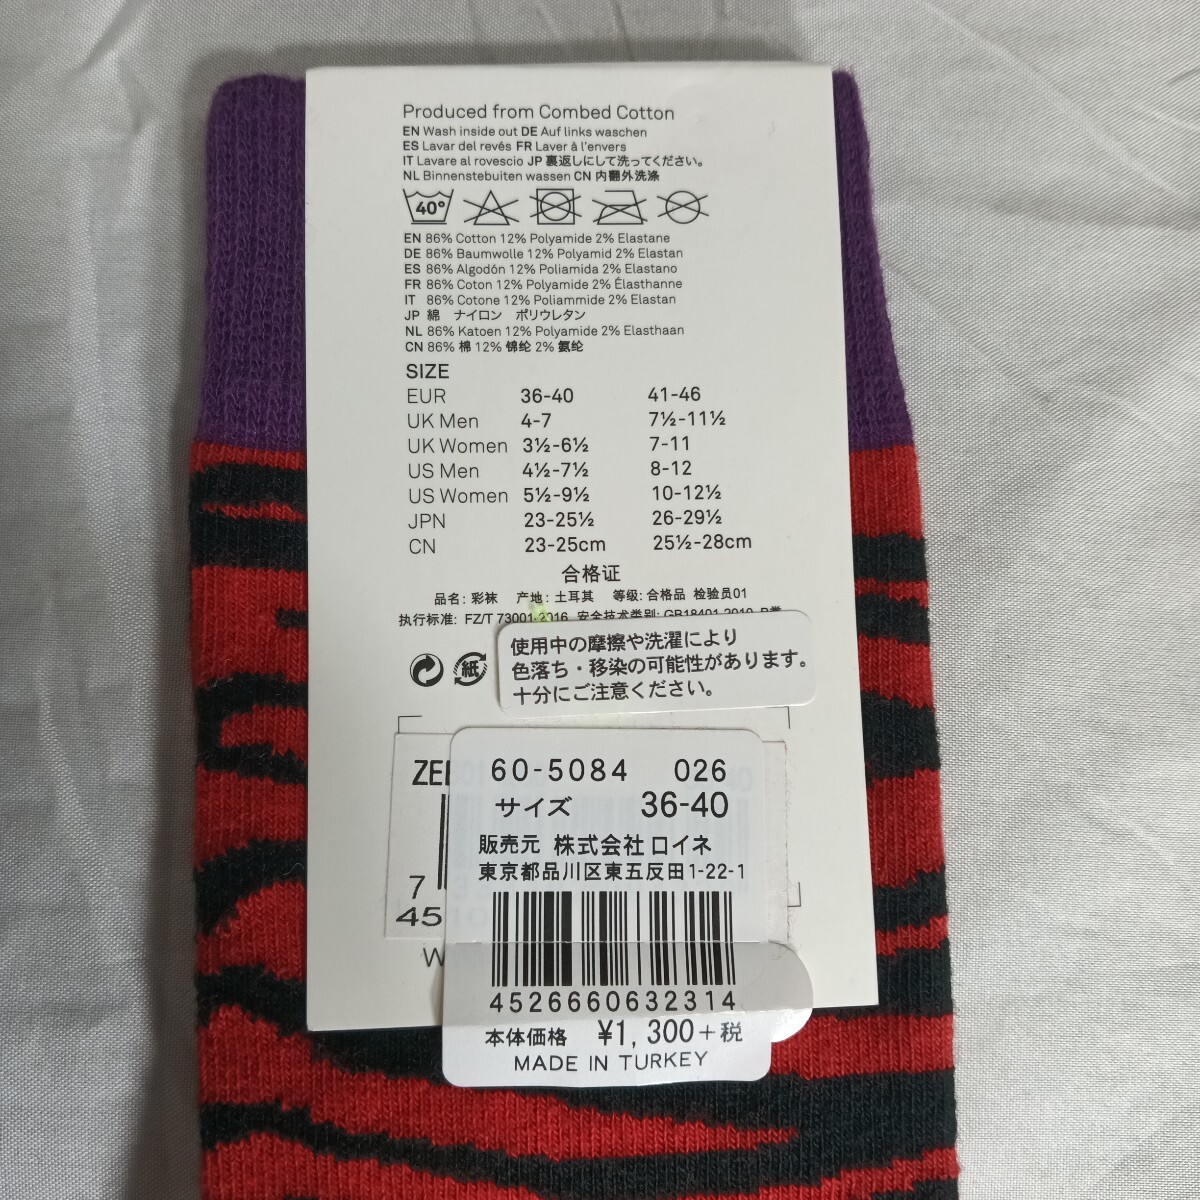 Produced from Combed Cotton
EN Wash inside out DE Auf links waschen
ES Lavar del revés FR Laver à l'envers
IT Lavare al rovescio JP 裏返しにして洗ってください。
NL Binnenstebuiten wassen CN 内翻外洗涤
40°
EN 86% Cotton 12% Polyamide 2% Elastane
DE 86% Baumwolle 12% Polyamid 2% Elastan
ES 86% Algodón 12% Poliamida 2% Elastano
FR 86% Coton 12% Polyamide 2% Élasthanne
IT 86% Cotone 12% Poliammide 2% Elastan
JP 綿 ナイロン ポリウレタン
NL 86% Katoen 12% Polyamide 2% Elasthaan
CN 86% 棉 12% 锦纶 2% 氨纶
SIZE
EUR 36-40 41-46
UK Men 4-7 7½-11½
UK Women 3½-6½ 7-11
US Men 4½-7½ 8-12
US Women 5½-9½ 10-12½
JPN 23-25½ 26-29½
CN 23-25cm 25½-28cm
合格证
品名: 彩袜 产地: 土耳其 等级: 合格品 检验员01
执行标准: FZ/T 73001-2016 安全技术类别: GB18401-2010
紙
使用中の摩擦や洗濯により
色落ち・移染の可能性があります。
十分にご注意ください。
60-5084 026
サイズ 36-40
販売元 株式会社 ロイネ
東京都品川区東五反田1-22-1
7
45
4526660632314
本体価格 ¥1,300+税
MADE IN TURKEY